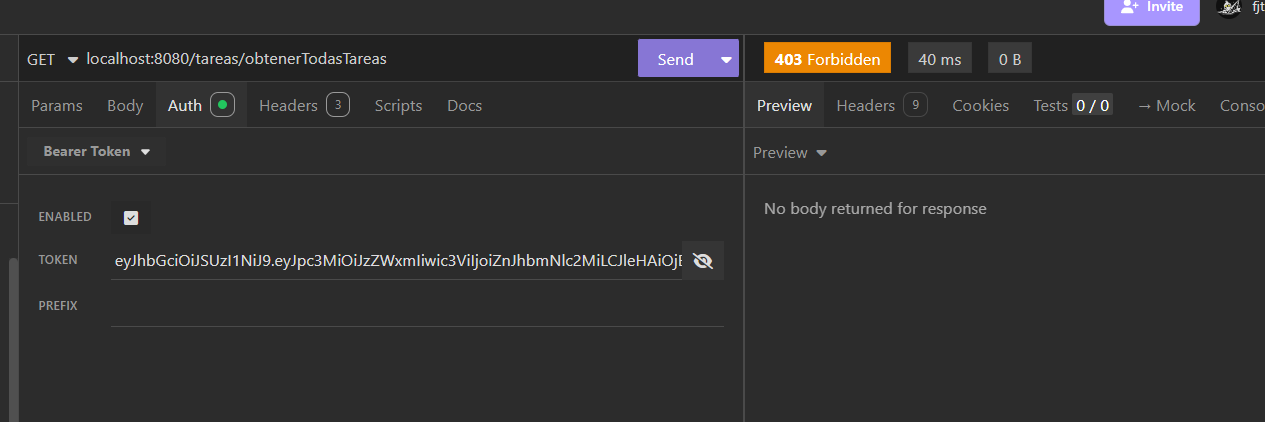 Invite fjt
GET localhost:8080/tareas/obtenerTodasTareas Send
403 Forbidden 40 ms 0 B
Params Body Auth Headers 3 Scripts Docs
Preview Headers 9 Cookies Tests 0 / 0 → Mock Conso
Bearer Token
Preview
ENABLED
No body returned for response
TOKEN eyJhbGciOiJSUzI1NiJ9.eyJpc3MiOiJzZWxmIiwic3ViIjoiZnJhbmNlc2MiLCJleHAiOjE
PREFIX